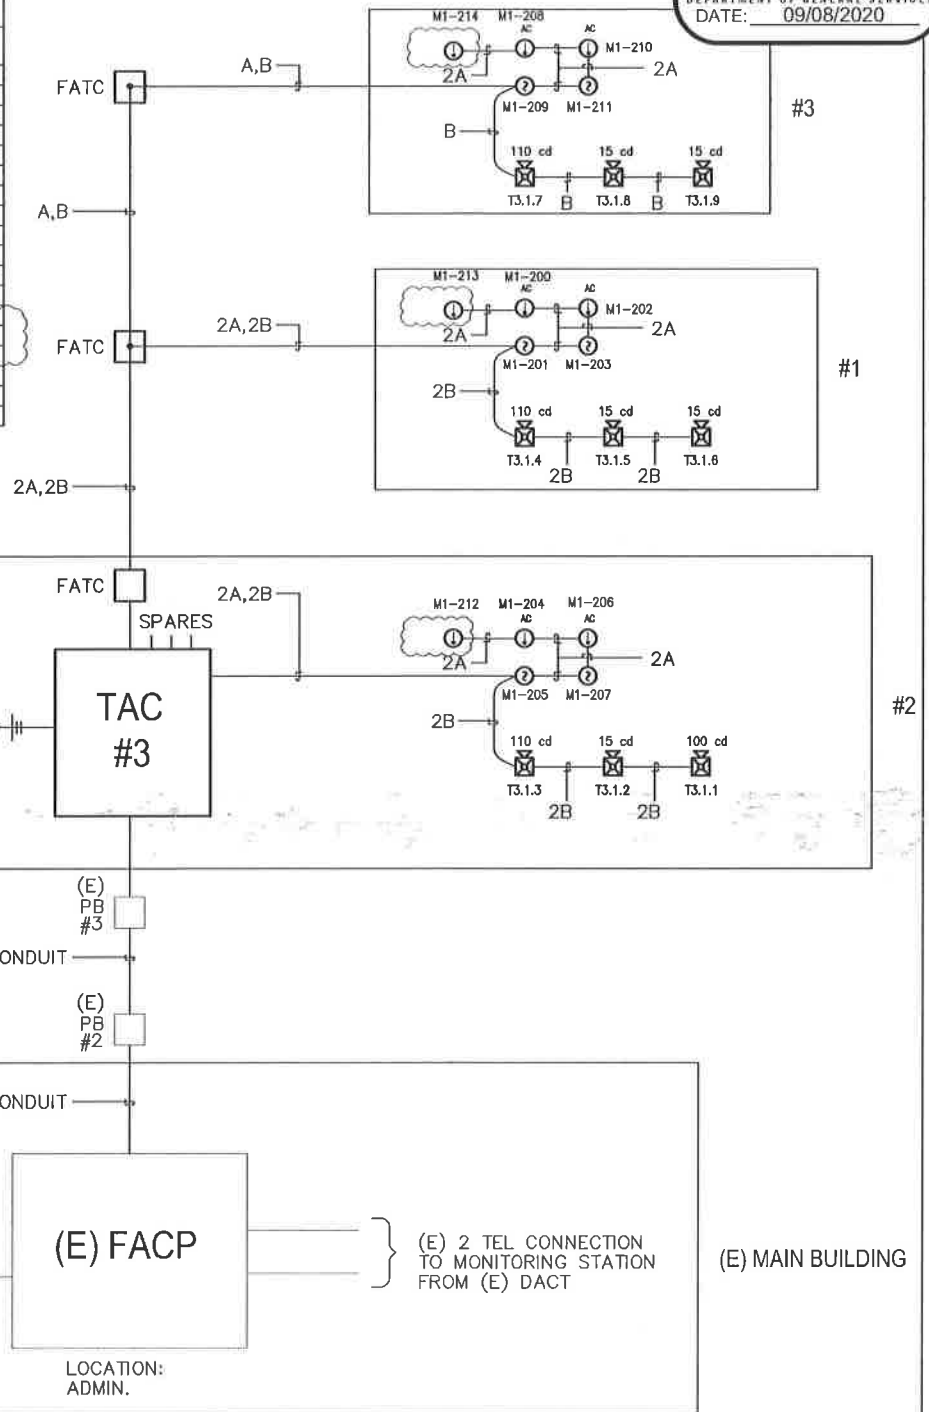 DEPARTMENT OF GENERAL SERVICES
DATE: 09/08/2020
M1-214 M1-208
AC AC
M1-210
2A 2A
FATC
A,B
M1-209 M1-211
#3
B
110 cd 15 cd 15 cd
T3.1.7 B T3.1.8 B T3.1.9
A,B
M1-213 M1-200
AC AC
M1-202
2A 2A
2A,2B
FATC
M1-201 M1-203
#1
2B
110 cd 15 cd 15 cd
T3.1.4 T3.1.5 T3.1.6
2B 2B
2A,2B
FATC
2A,2B
SPARES
M1-212 M1-204 M1-206
AC AC
2A 2A
M1-205 M1-207
TAC
#3
#2
2B
110 cd 15 cd 100 cd
T3.1.3 T3.1.2 T3.1.1
2B 2B
(E)
PB
#3
ONDUIT
(E)
PB
#2
ONDUIT
(E) FACP
(E) 2 TEL CONNECTION
TO MONITORING STATION
FROM (E) DACT
(E) MAIN BUILDING
LOCATION:
ADMIN.